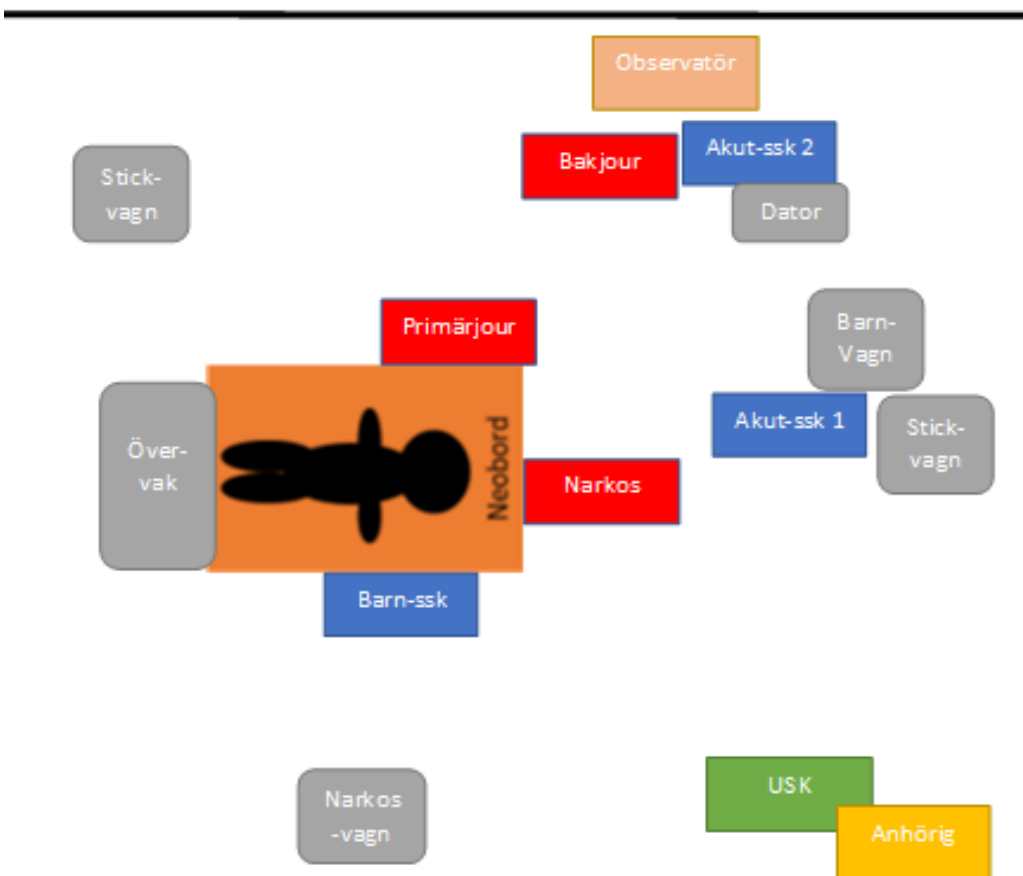 Observatör
Bakjour
Akut-ssk 2
Dator
Stick-
vagn
Primärjour
Barn-
Vagn
Akut-ssk 1
Stick-
vagn
Över-
vak
Neobord
Narkos
Barn-ssk
Narkos
-vagn
USK
Anhörig